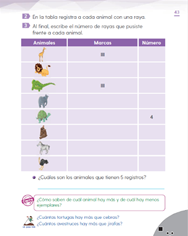 41
2 En la tabla registra a cada animal con una raya.
3 Al final, escribe el número de rayas que pusiste
frente a cada animal.
Animales Marcas Número
III
III
4
¿Cuáles son los animales que tienen 5 registros?
¿Cómo saben de cuál animal hay más y de cuál hay menos
ejemplares?
¿Cuántas tortugas hay más que cebras?
¿Cuántos avestruces hay más que jirafas?